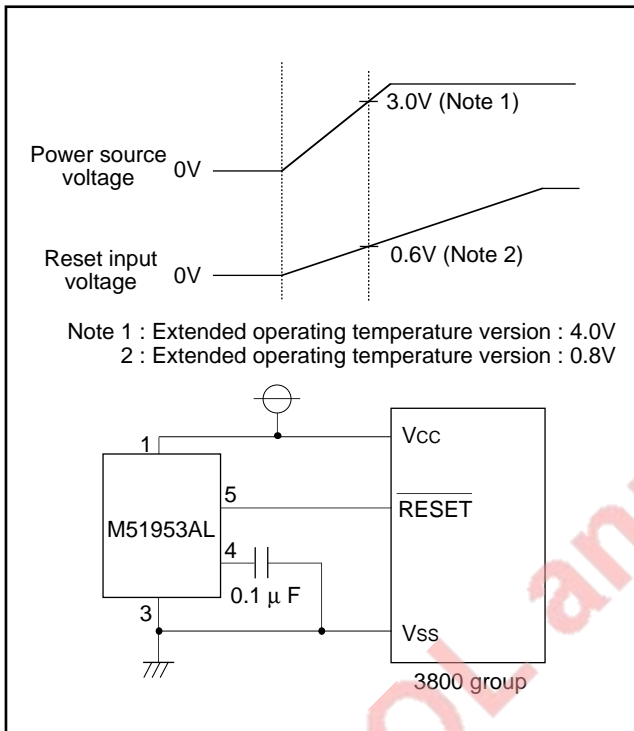 3.0V (Note 1)
Power source
voltage
0V
0.6V (Note 2)
Reset input
voltage
0V
Note 1 : Extended operating temperature version : 4.0V
2 : Extended operating temperature version : 0.8V
1
VCC
5
RESET
M51953AL
4
0.1 μ F
3
VSS
3800 group